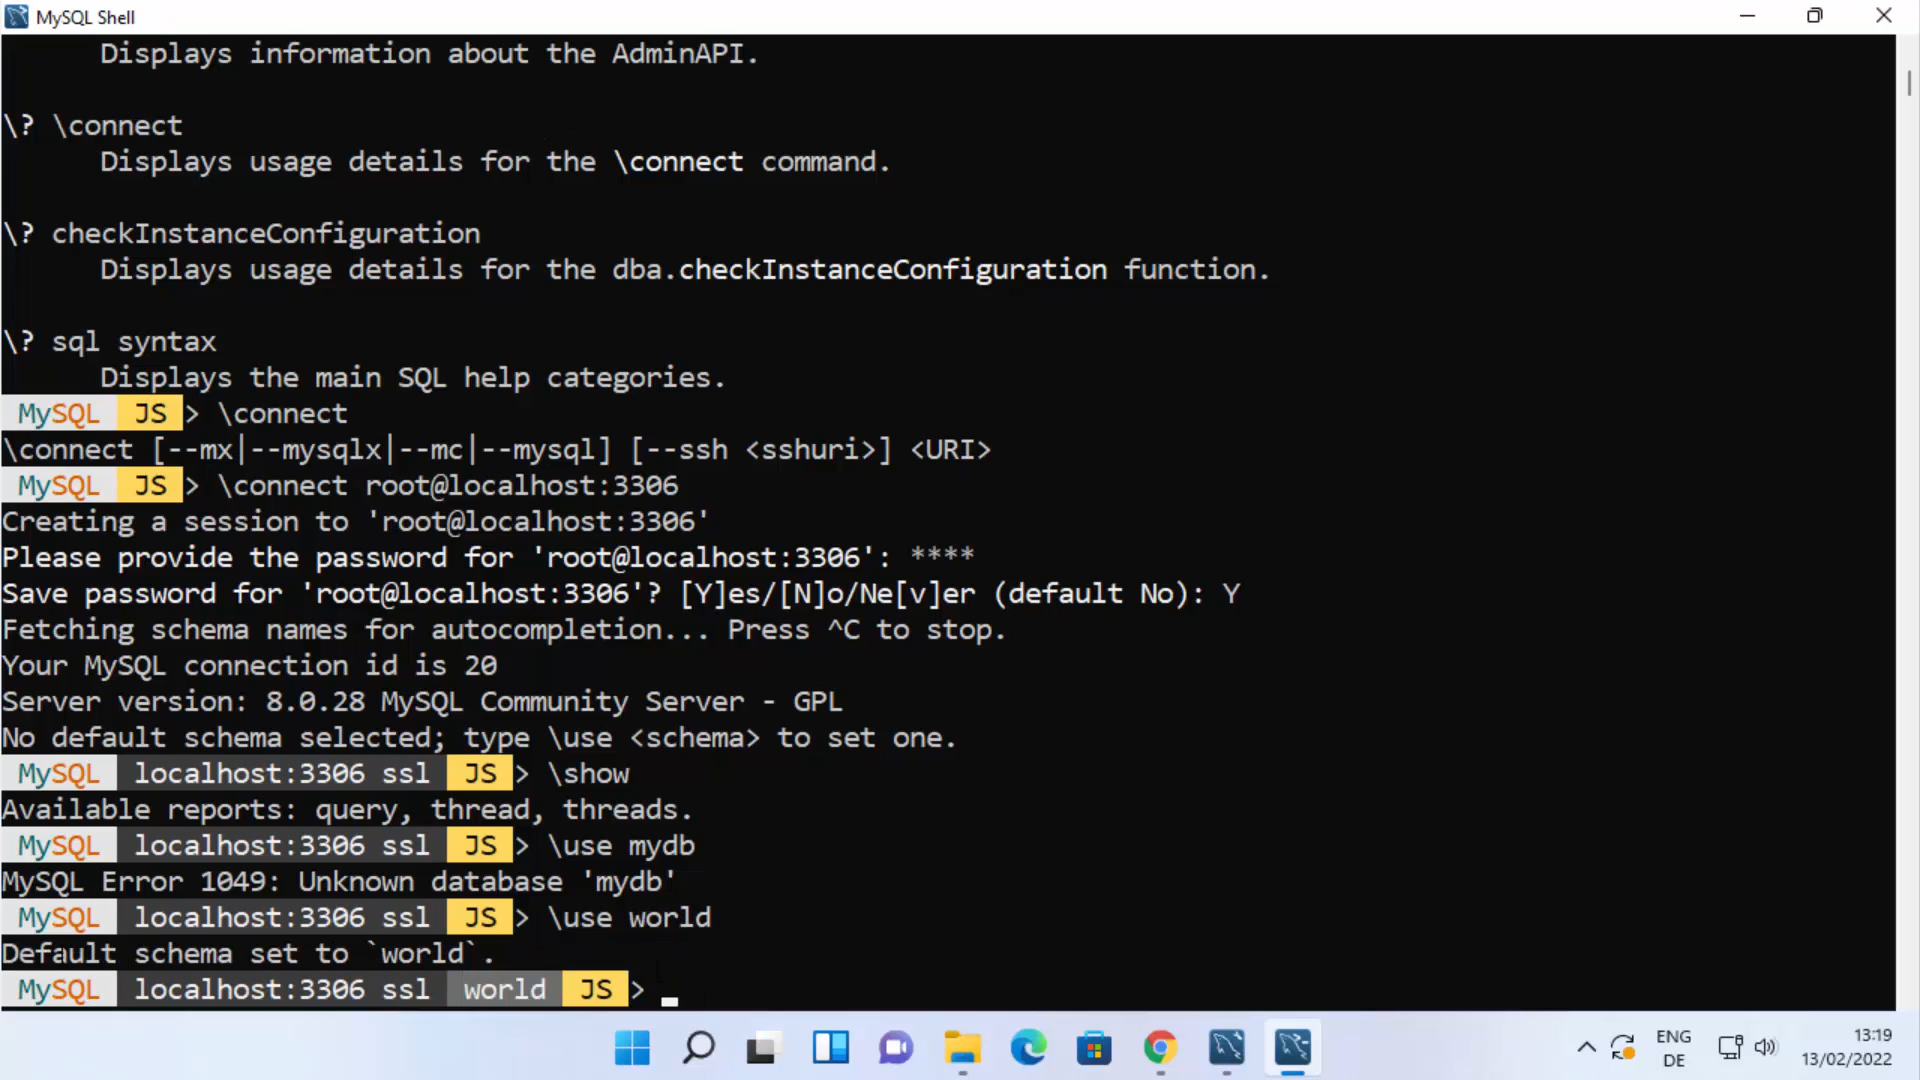 MySQL Shell
Displays information about the AdminAPI.
\? \connect
Displays usage details for the \connect command.
\? checkInstanceConfiguration
Displays usage details for the dba.checkInstanceConfiguration function.
\? sql syntax
Displays the main SQL help categories.
MySQL JS > \connect
\connect [--mx|--mysqlx|--mc|--mysql] [--ssh <sshuri>] <URI>
MySQL JS > \connect root@localhost:3306
Creating a session to 'root@localhost:3306'
Please provide the password for 'root@localhost:3306': ****
Save password for 'root@localhost:3306'? [Y]es/[N]o/Ne[v]er (default No): Y
Fetching schema names for autocompletion... Press ^C to stop.
Your MySQL connection id is 20
Server version: 8.0.28 MySQL Community Server - GPL
No default schema selected; type \use <schema> to set one.
MySQL localhost:3306 ssl JS > \show
Available reports: query, thread, threads.
MySQL localhost:3306 ssl JS > \use mydb
MySQL Error 1049: Unknown database 'mydb'
MySQL localhost:3306 ssl JS > \use world
Default schema set to `world`.
MySQL localhost:3306 ssl world JS > _
ENG
DE
13:19
13/02/2022